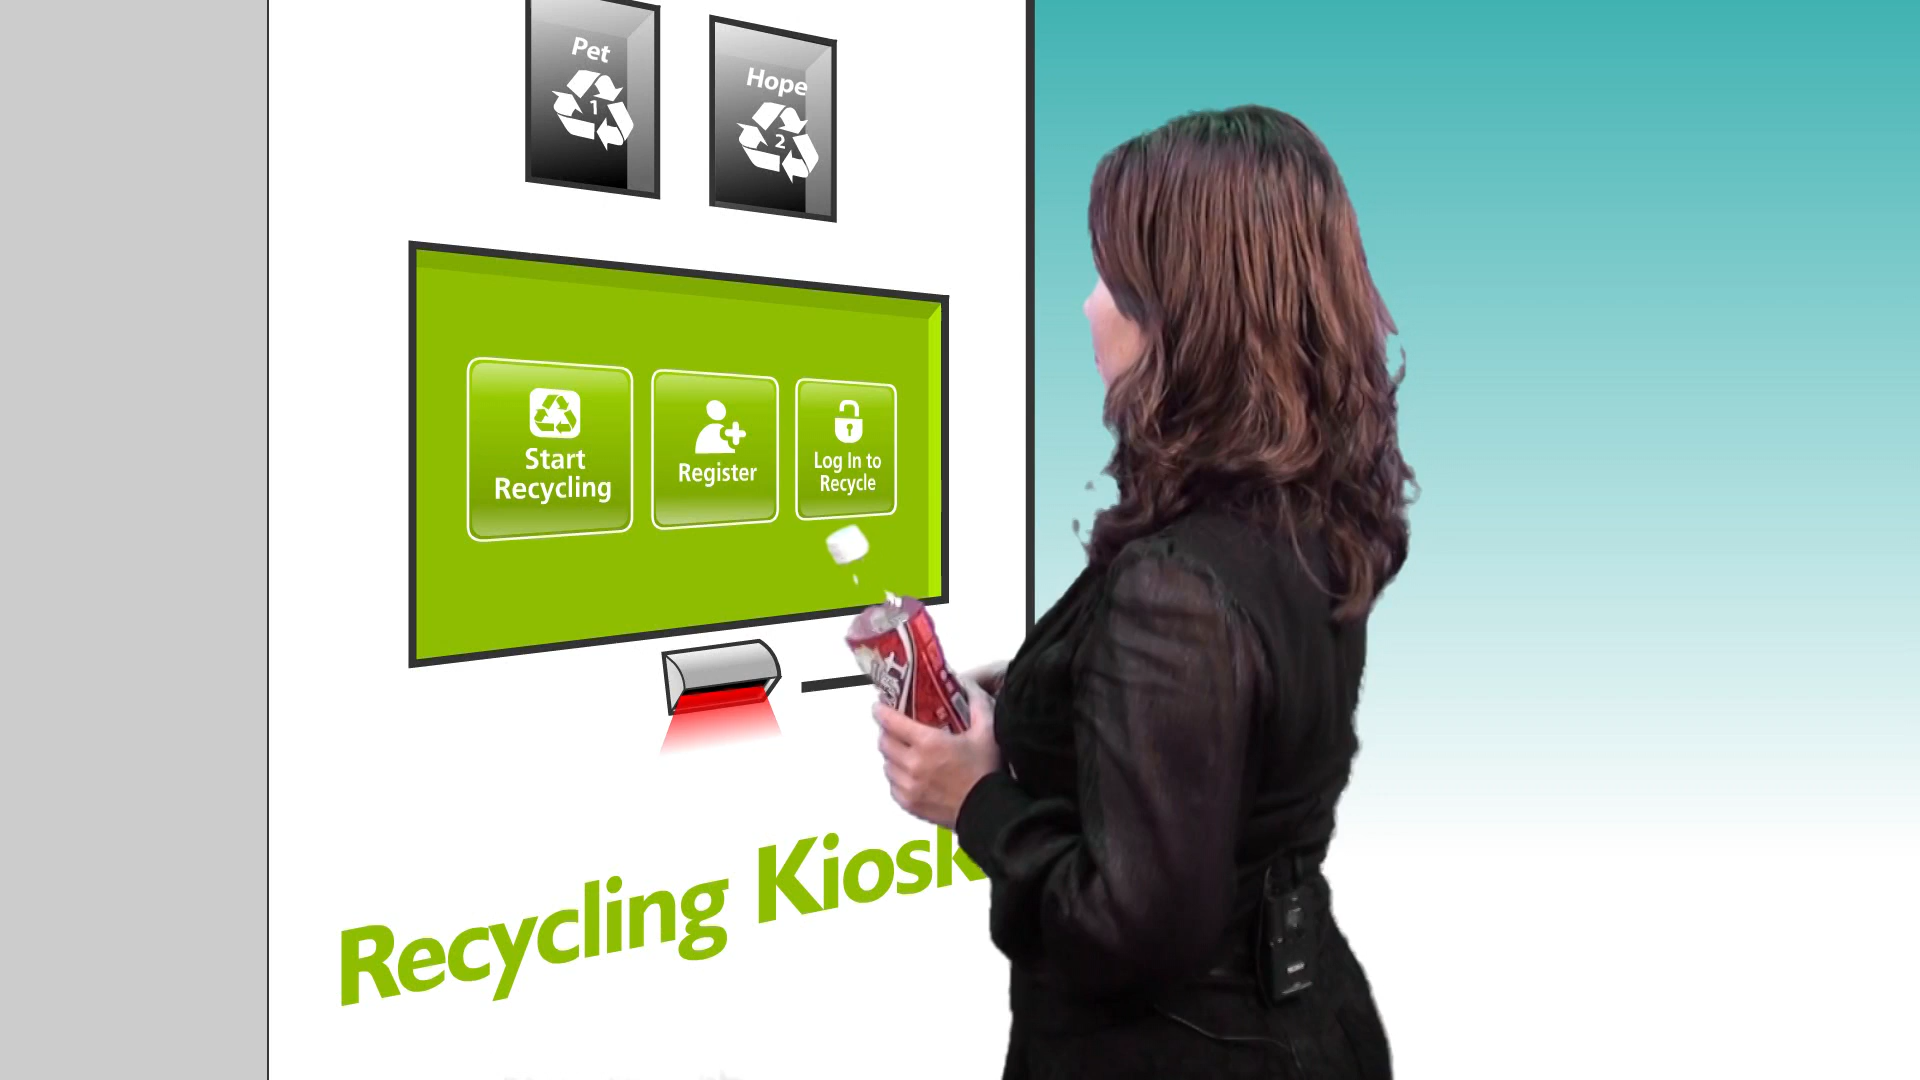 Pet
1
Hope
2
Start
Recycling
Register
Log In to
Recycle
Recycling Kiosk